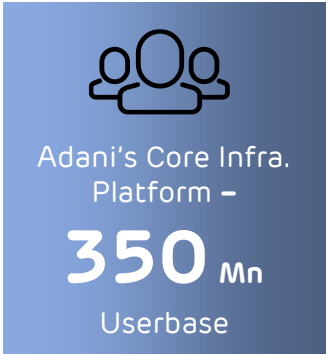 Adani's Core Infra.
Platform –
350 Mn
Userbase